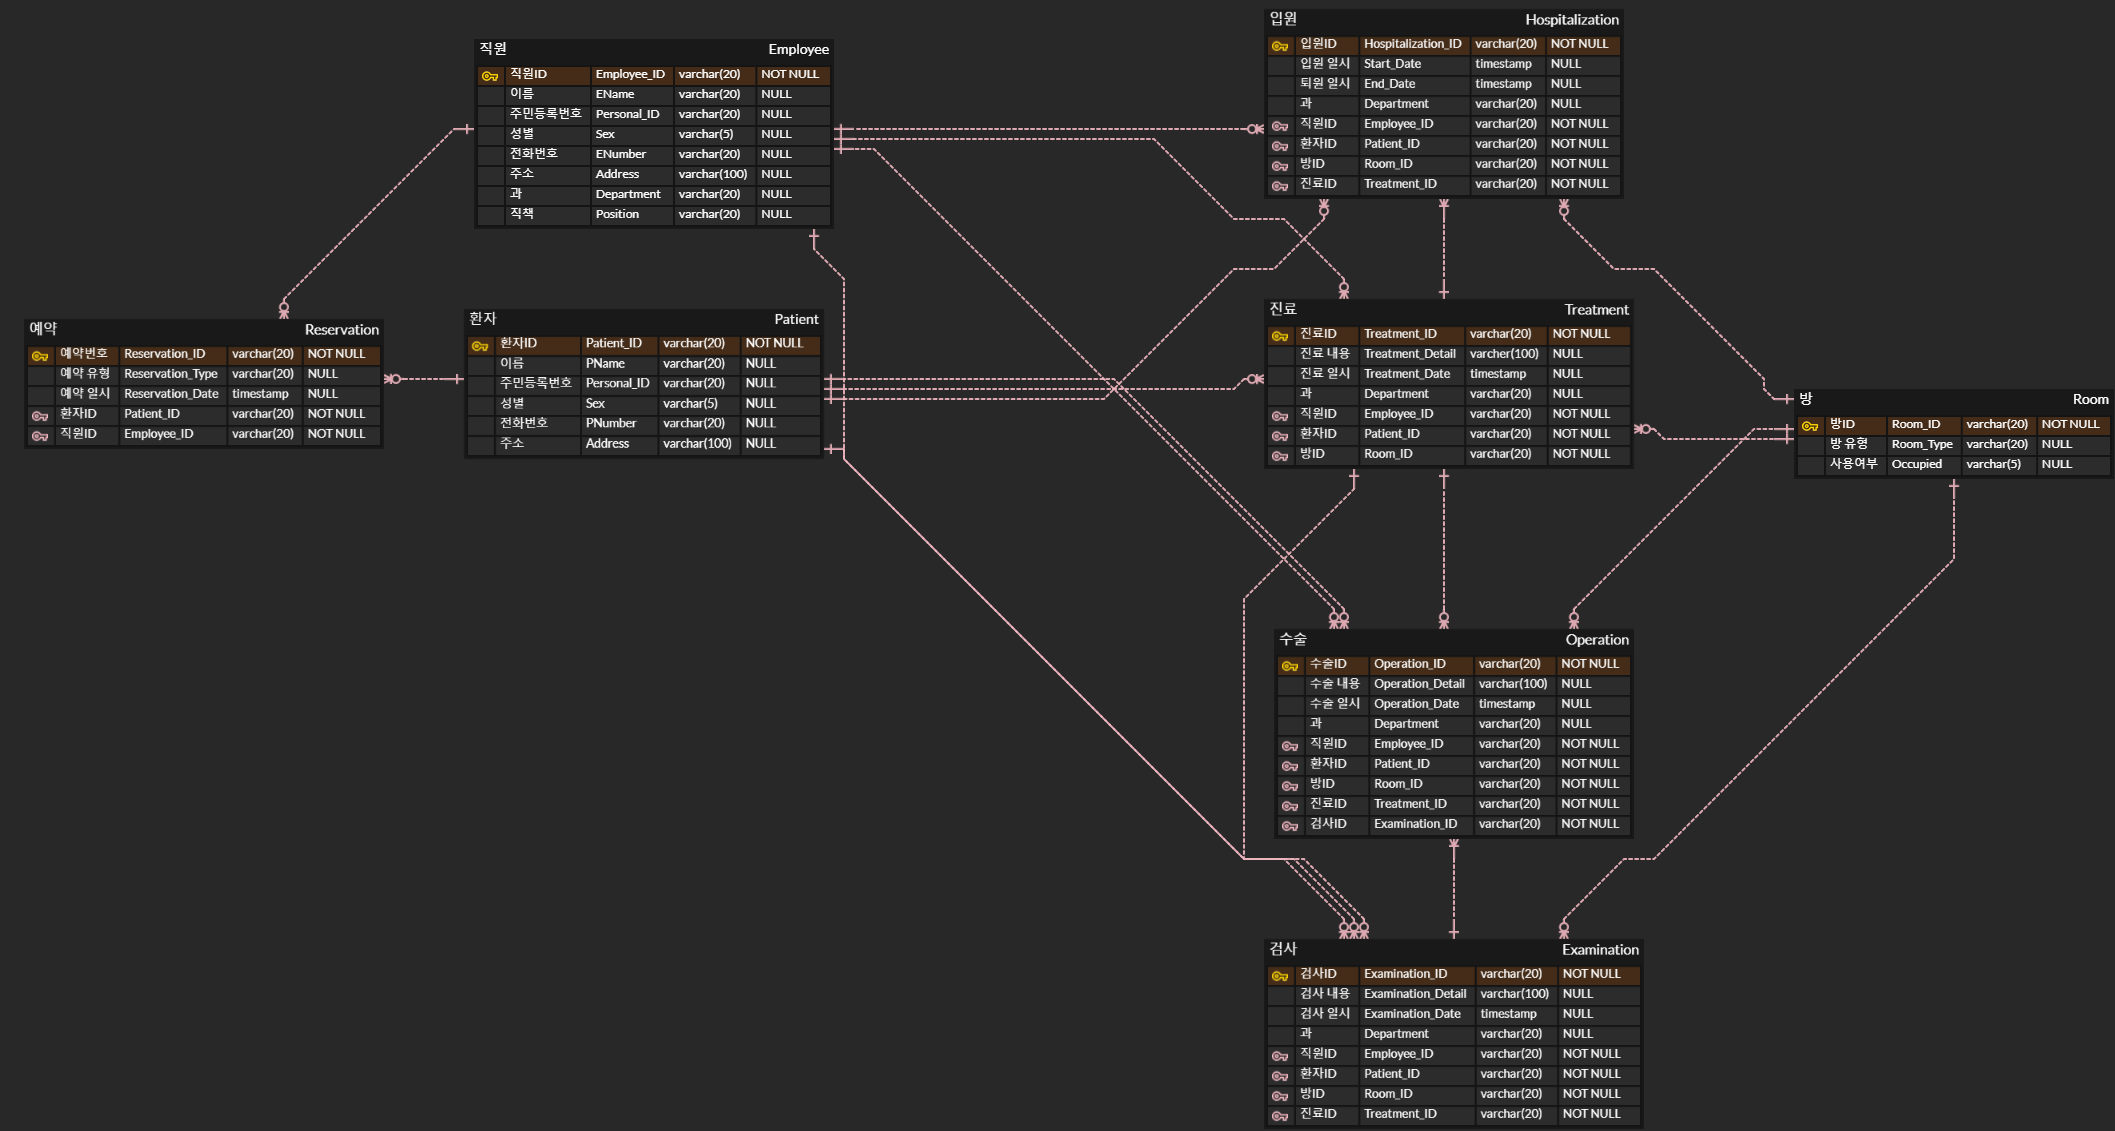 직원 Employee
직원ID Employee_ID varchar(20) NOT NULL
이름 EName varchar(20) NULL
주민등록번호 Personal_ID varchar(20) NULL
성별 Sex varchar(5) NULL
전화번호 ENumber varchar(20) NULL
주소 Address varchar(100) NULL
과 Department varchar(20) NULL
직책 Position varchar(20) NULL
입원 Hospitalization
입원ID Hospitalization_ID varchar(20) NOT NULL
입원 일시 Start_Date timestamp NULL
퇴원 일시 End_Date timestamp NULL
과 Department varchar(20) NULL
직원ID Employee_ID varchar(20) NOT NULL
환자ID Patient_ID varchar(20) NOT NULL
방ID Room_ID varchar(20) NOT NULL
진료ID Treatment_ID varchar(20) NOT NULL
예약 Reservation
예약번호 Reservation_ID varchar(20) NOT NULL
예약 유형 Reservation_Type varchar(20) NULL
예약 일시 Reservation_Date timestamp NULL
환자ID Patient_ID varchar(20) NOT NULL
직원ID Employee_ID varchar(20) NOT NULL
환자 Patient
환자ID Patient_ID varchar(20) NOT NULL
이름 PName varchar(20) NULL
주민등록번호 Personal_ID varchar(20) NULL
성별 Sex varchar(5) NULL
전화번호 PNumber varchar(20) NULL
주소 Address varchar(100) NULL
진료 Treatment
진료ID Treatment_ID varchar(20) NOT NULL
진료 내용 Treatment_Detail varcher(100) NULL
진료 일시 Treatment_Date timestamp NULL
과 Department varchar(20) NULL
직원ID Employee_ID varchar(20) NOT NULL
환자ID Patient_ID varchar(20) NOT NULL
방ID Room_ID varchar(20) NOT NULL
방 Room
방ID Room_ID varchar(20) NOT NULL
방 유형 Room_Type varchar(20) NULL
사용여부 Occupied varchar(5) NULL
수술 Operation
수술ID Operation_ID varchar(20) NOT NULL
수술 내용 Operation_Detail varchar(100) NULL
수술 일시 Operation_Date timestamp NULL
과 Department varchar(20) NULL
직원ID Employee_ID varchar(20) NOT NULL
환자ID Patient_ID varchar(20) NOT NULL
방ID Room_ID varchar(20) NOT NULL
진료ID Treatment_ID varchar(20) NOT NULL
검사ID Examination_ID varchar(20) NOT NULL
검사 Examination
검사ID Examination_ID varchar(20) NOT NULL
검사 내용 Examination_Detail varchar(100) NULL
검사 일시 Examination_Date timestamp NULL
과 Department varchar(20) NULL
직원ID Employee_ID varchar(20) NOT NULL
환자ID Patient_ID varchar(20) NOT NULL
방ID Room_ID varchar(20) NOT NULL
진료ID Treatment_ID varchar(20) NOT NULL